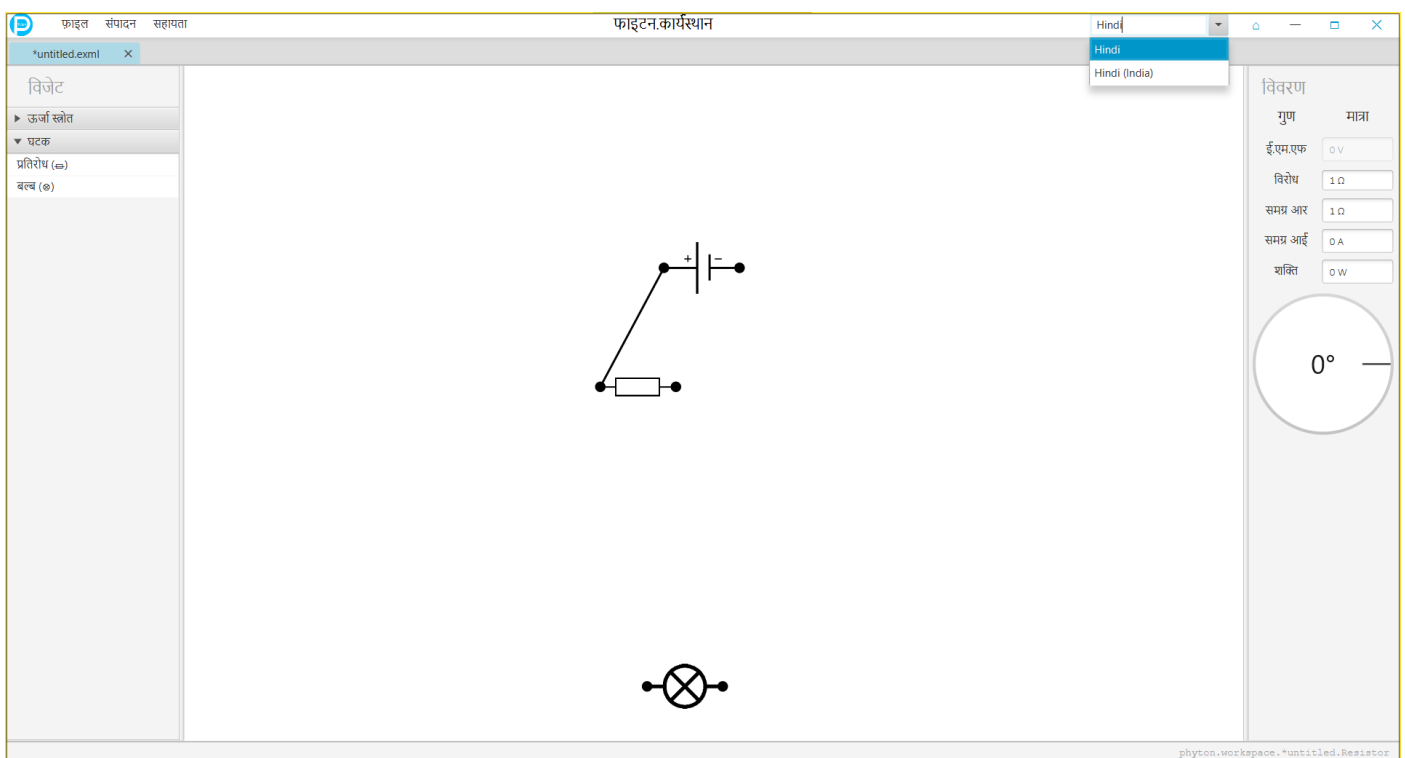 फ़ाइल संपादन सहायता
फाइटन.कार्यस्थान
Hindi
*untitled.exml ×
Hindi
Hindi (India)
विजेट
▸ ऊर्जा स्त्रोत
▾ घटक
प्रतिरोध (▭)
बल्ब (⊗)
+ −
विवरण
गुण मात्रा
ई.एम.एफ 0 V
विरोध 1 Ω
समग्र आर 1 Ω
समग्र आई 0 A
शक्ति 0 W
0°
phyton.workspace.*untitled.Resistor